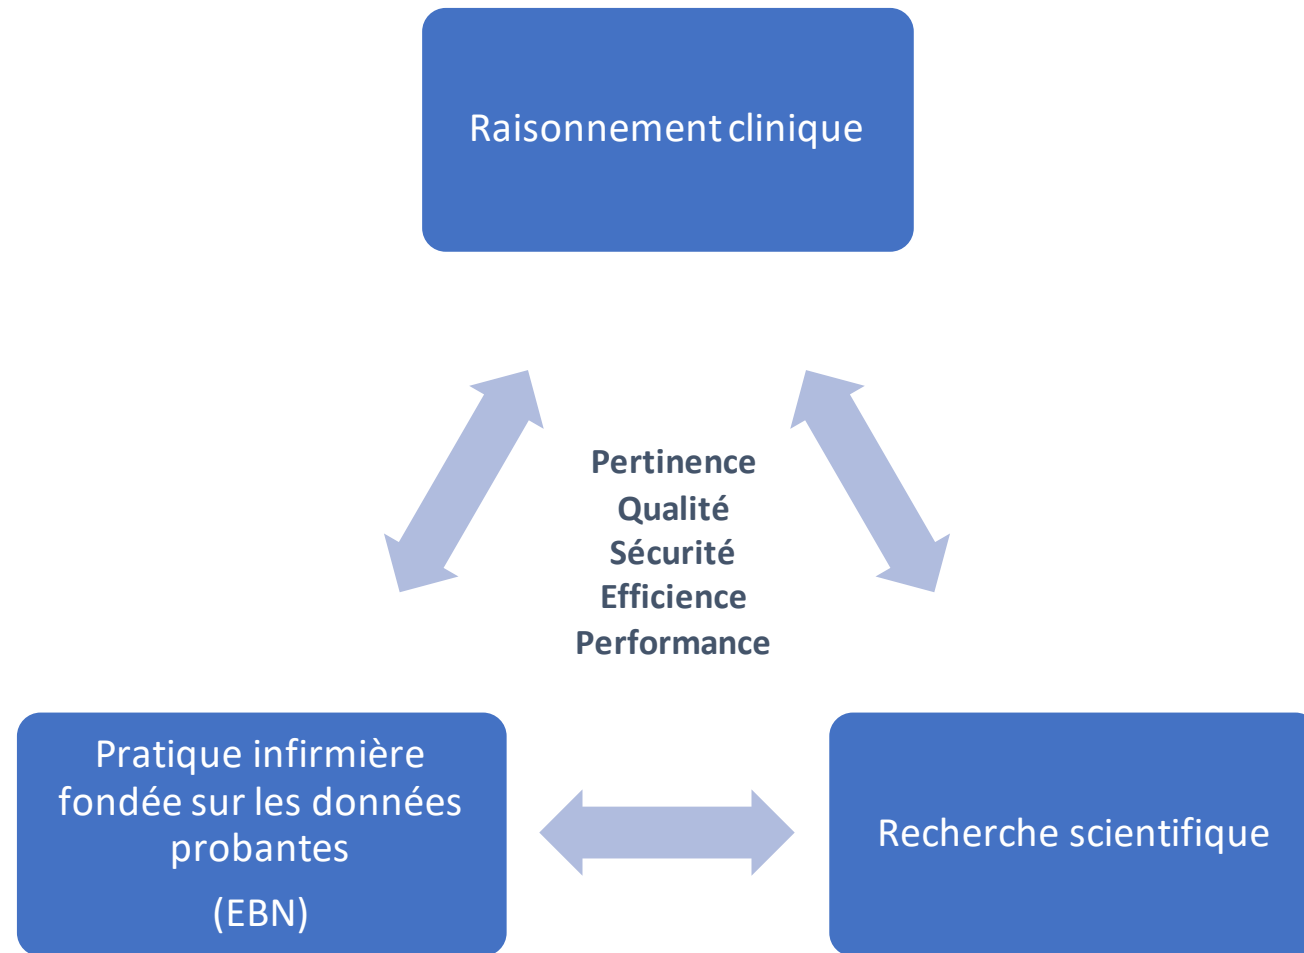 Raisonnement clinique
Pertinence
Qualité
Sécurité
Efficience
Performance
Pratique infirmière
fondée sur les données
probantes
(EBN)
Recherche scientifique